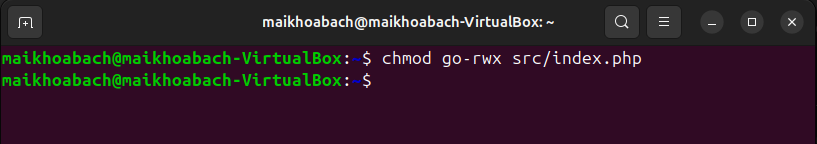 maikhoabach@maikhoabach-VirtualBox: ~
maikhoabach@maikhoabach-VirtualBox:~$ chmod go-rwx src/index.php
maikhoabach@maikhoabach-VirtualBox:~$